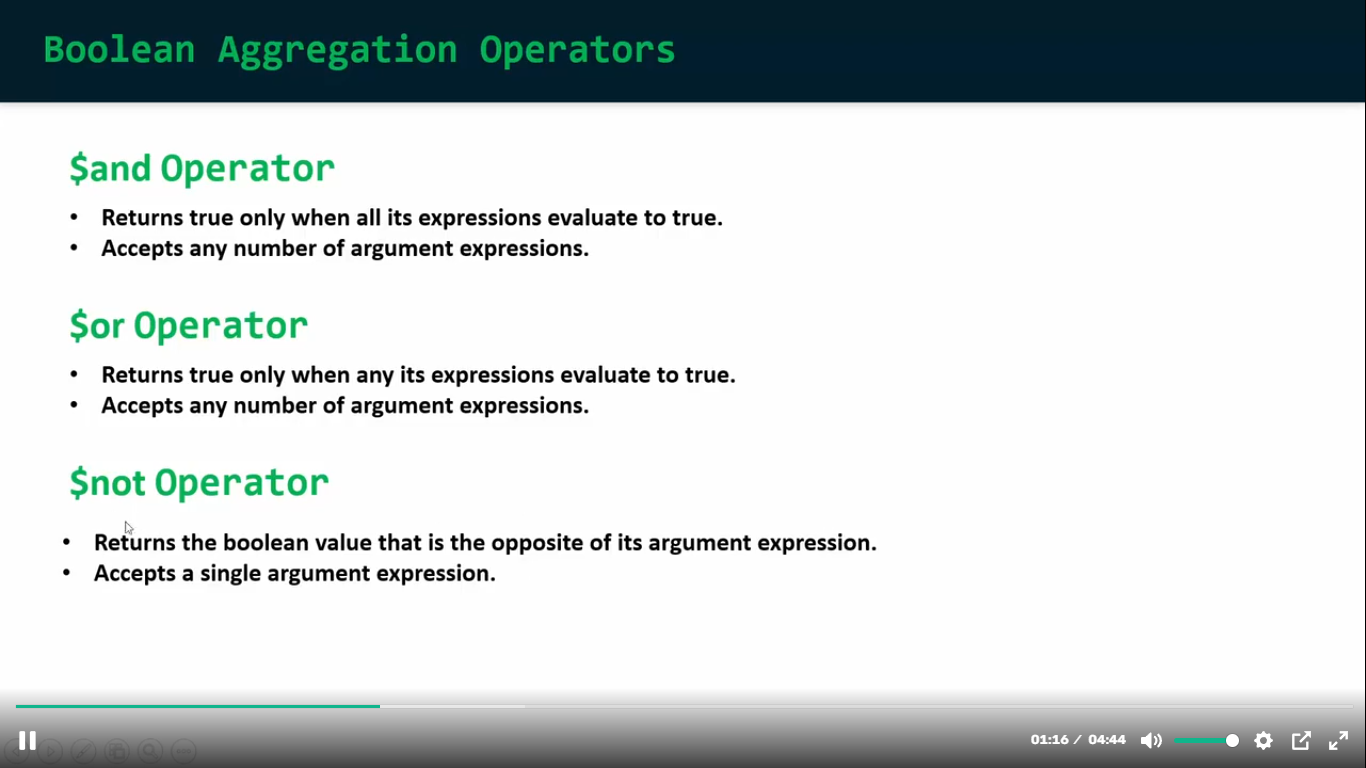 Boolean Aggregation Operators
$and Operator
• Returns true only when all its expressions evaluate to true.
• Accepts any number of argument expressions.
$or Operator
• Returns true only when any its expressions evaluate to true.
• Accepts any number of argument expressions.
$not Operator
• Returns the boolean value that is the opposite of its argument expression.
• Accepts a single argument expression.
01:16 / 04:44